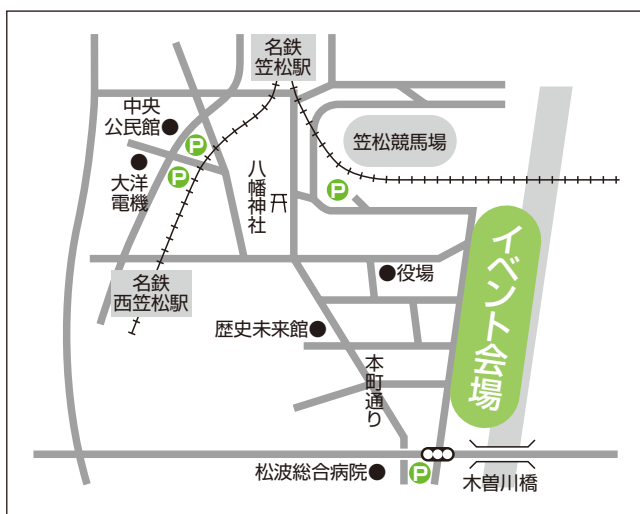 名鉄
笠松駅
中央
公民館
P
笠松競馬場
大洋
電機
P
八幡神社
P
イベント会場
役場
名鉄
西笠松駅
歴史未来館
本町通り
松波総合病院
P
木曽川橋